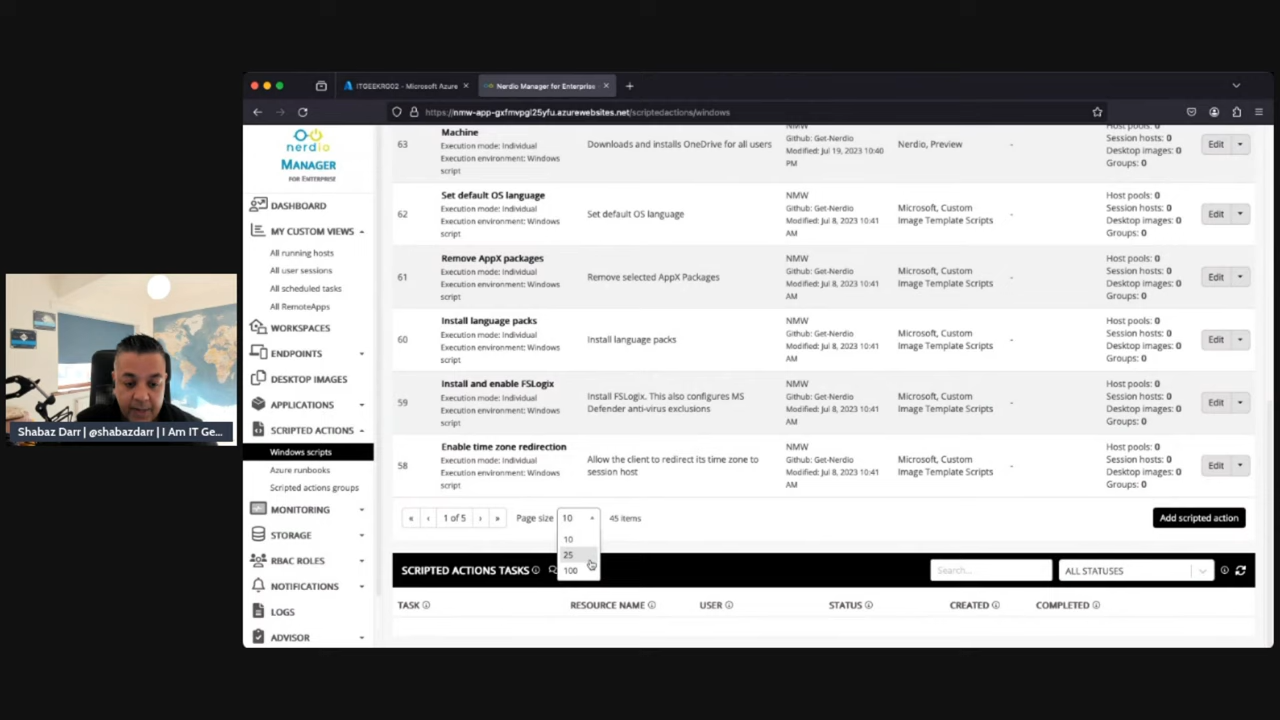 ITGEEKR002 - Microsoft Azure
Nerdio Manager for Enterprise
https://nmw-app-gxfmvpgl25yfu.azurewebsites.net/scriptedactions/windows
nerdio
MANAGER
FOR ENTERPRISE
DASHBOARD
MY CUSTOM VIEWS
All running hosts
All user sessions
All scheduled tasks
All RemoteApps
WORKSPACES
ENDPOINTS
DESKTOP IMAGES
APPLICATIONS
SCRIPTED ACTIONS
Windows scripts
Azure runbooks
Scripted actions groups
MONITORING
STORAGE
RBAC ROLES
NOTIFICATIONS
LOGS
ADVISOR
63
Machine
Execution mode: Individual
Execution environment: Windows
script
Downloads and installs OneDrive for all users
NMW
Github: Get-Nerdio
Modified: Jul 19, 2023 10:40
PM
Nerdio, Preview
-
Host pools: 0
Session hosts: 0
Desktop images: 0
Groups: 0
Edit
62
Set default OS language
Execution mode: Individual
Execution environment: Windows
script
Set default OS language
NMW
Github: Get-Nerdio
Modified: Jul 8, 2023 10:41
AM
Microsoft, Custom
Image Template Scripts
-
Host pools: 0
Session hosts: 0
Desktop images: 0
Groups: 0
Edit
61
Remove AppX packages
Execution mode: Individual
Execution environment: Windows
script
Remove selected AppX Packages
NMW
Github: Get-Nerdio
Modified: Jul 8, 2023 10:41
AM
Microsoft, Custom
Image Template Scripts
-
Host pools: 0
Session hosts: 0
Desktop images: 0
Groups: 0
Edit
60
Install language packs
Execution mode: Individual
Execution environment: Windows
script
Install language packs
NMW
Github: Get-Nerdio
Modified: Jul 8, 2023 10:41
AM
Microsoft, Custom
Image Template Scripts
-
Host pools: 0
Session hosts: 0
Desktop images: 0
Groups: 0
Edit
59
Install and enable FSLogix
Execution mode: Individual
Execution environment: Windows
script
Install FSLogix. This also configures MS
Defender anti-virus exclusions
NMW
Github: Get-Nerdio
Modified: Jul 8, 2023 10:41
AM
Microsoft, Custom
Image Template Scripts
-
Host pools: 0
Session hosts: 0
Desktop images: 0
Groups: 0
Edit
58
Enable time zone redirection
Execution mode: Individual
Execution environment: Windows
script
Allow the client to redirect its time zone to
session host
NMW
Github: Get-Nerdio
Modified: Jul 8, 2023 10:41
AM
Microsoft, Custom
Image Template Scripts
-
Host pools: 0
Session hosts: 0
Desktop images: 0
Groups: 0
Edit
« ‹ 1 of 5 › » Page size 10 45 items
Add scripted action
10
25
100
SCRIPTED ACTIONS TASKS
Search...
ALL STATUSES
TASK RESOURCE NAME USER STATUS CREATED COMPLETED
Shabaz Darr | @shabazdarr | I Am IT Ge...